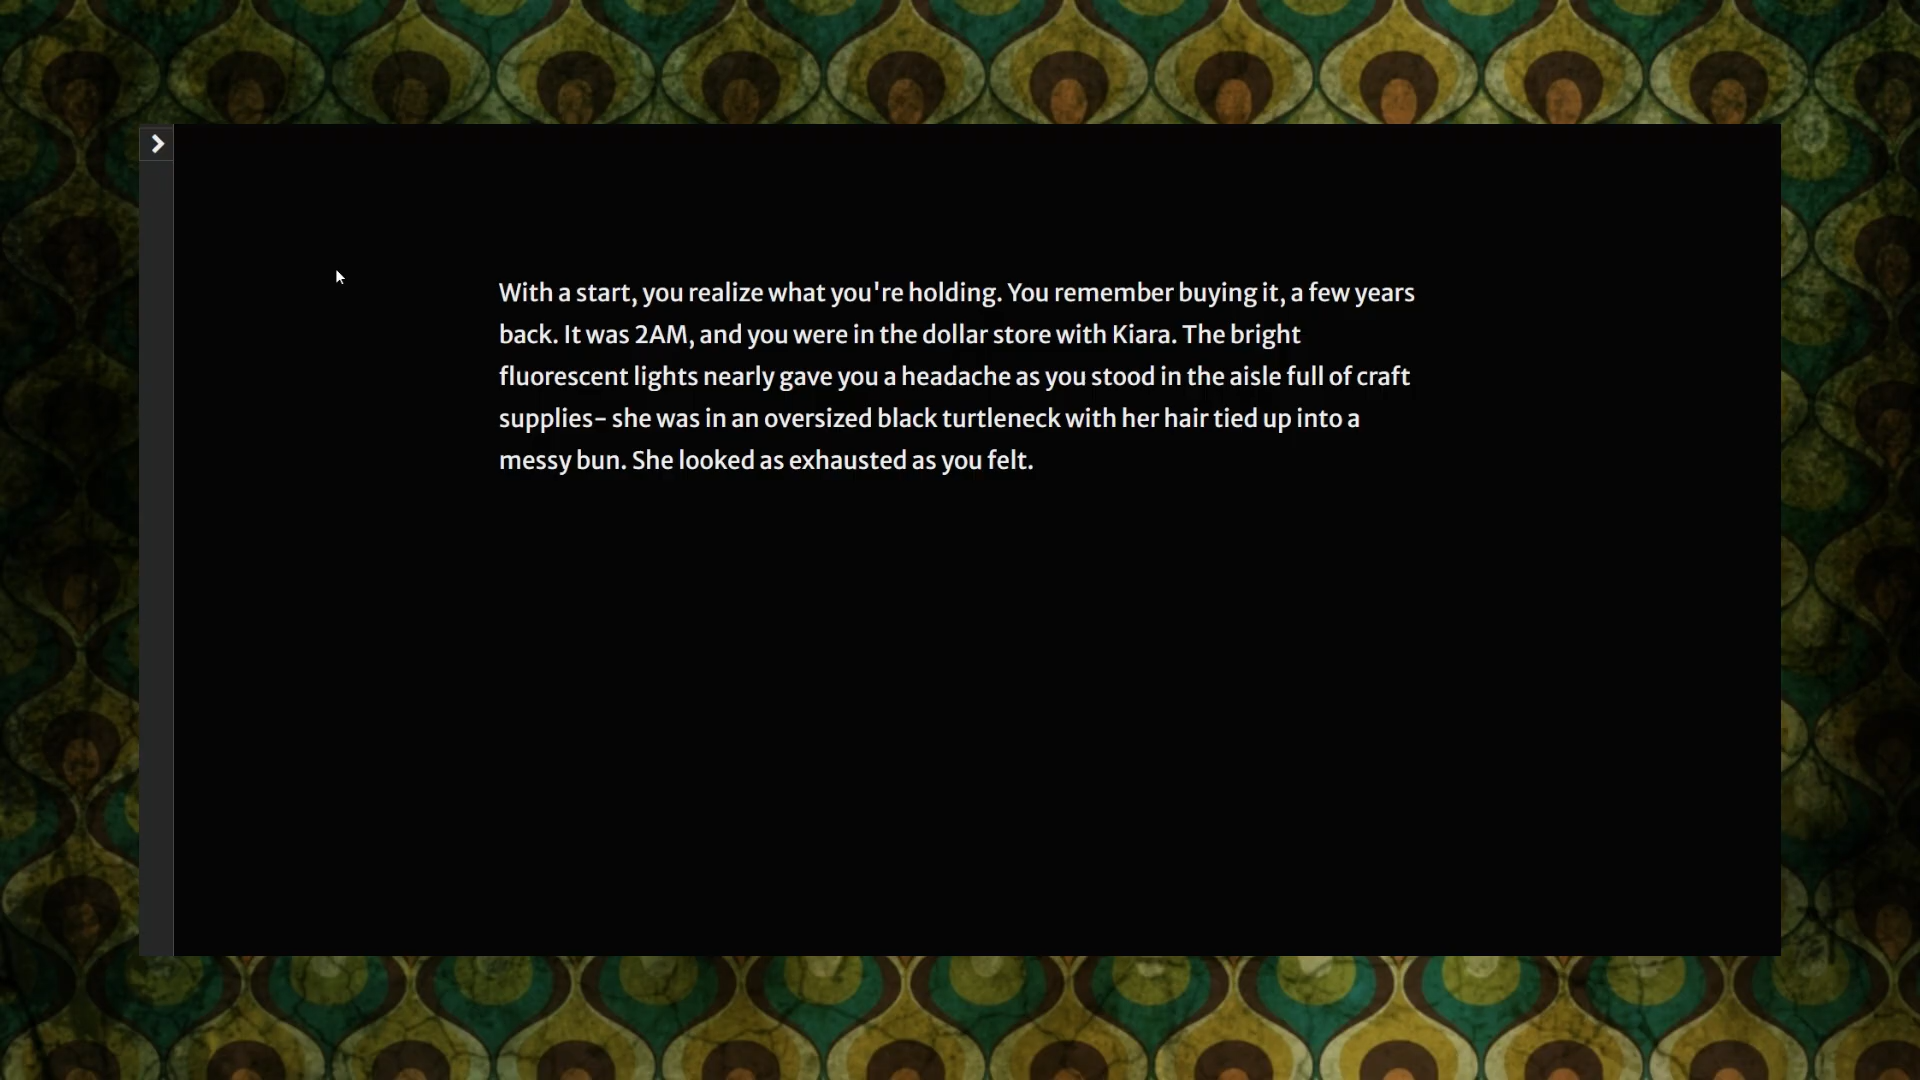 With a start, you realize what you're holding. You remember buying it, a few years
back. It was 2AM, and you were in the dollar store with Kiara. The bright
fluorescent lights nearly gave you a headache as you stood in the aisle full of craft
supplies- she was in an oversized black turtleneck with her hair tied up into a
messy bun. She looked as exhausted as you felt.